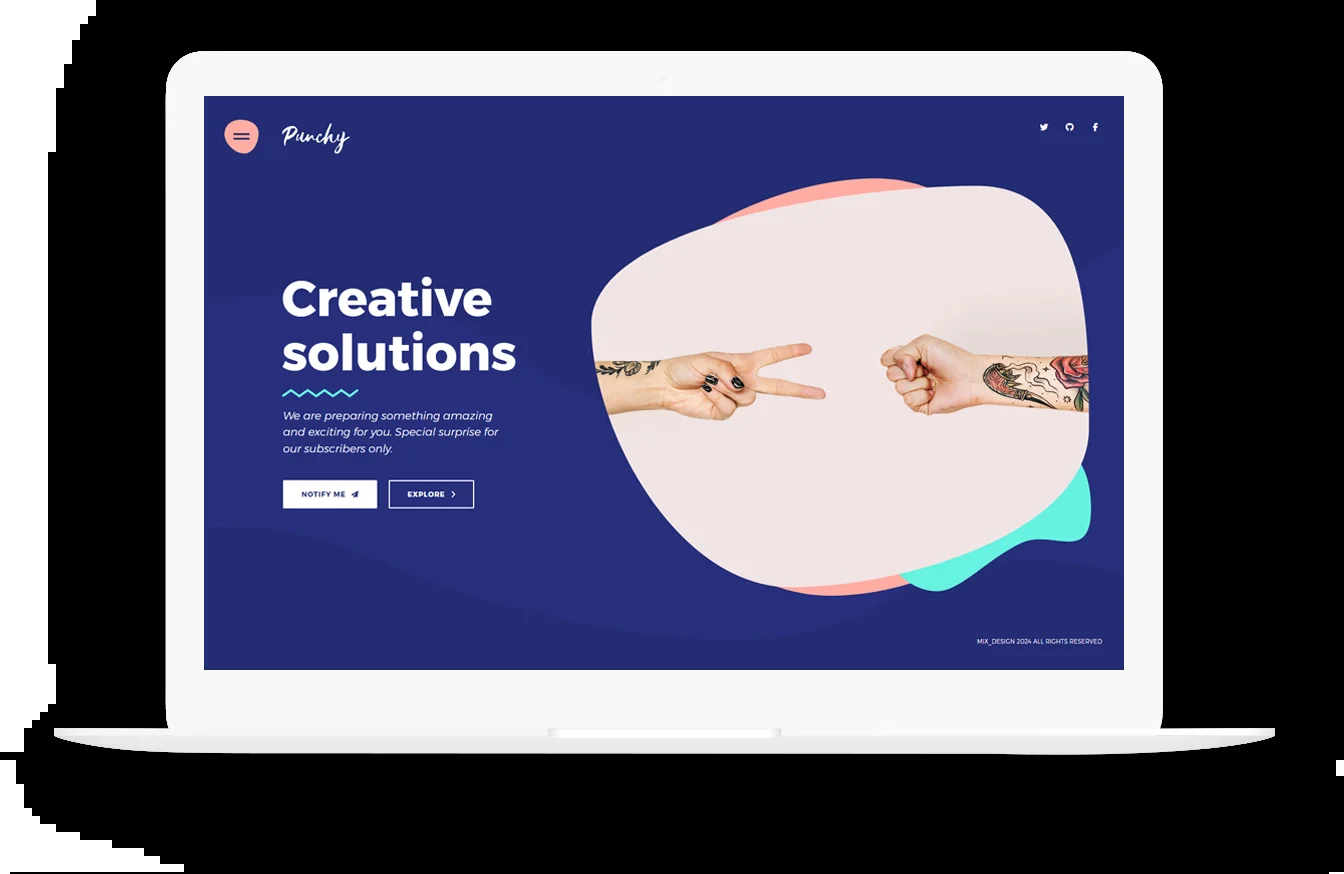 Punchy
Creative
solutions
We are preparing something amazing
and exciting for you. Special surprise for
our subscribers only.
NOTIFY ME
EXPLORE
MIX_DESIGN 2024 ALL RIGHTS RESERVED